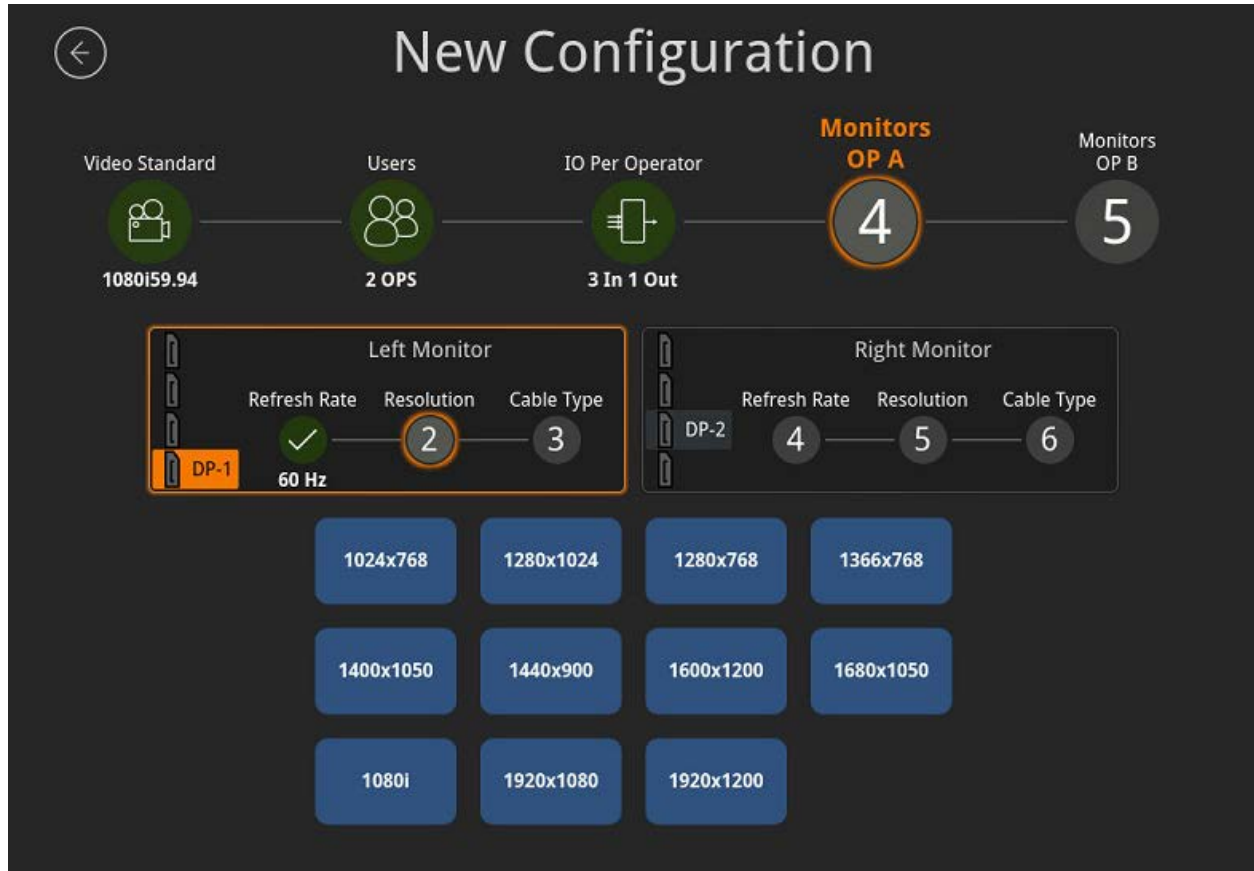 New Configuration
Monitors
OP A
Monitors
OP B
Video Standard
Users
IO Per Operator
4
5
1080i59.94
2 OPS
3 In 1 Out
Left Monitor
Refresh Rate
Resolution
Cable Type
2
3
DP-1
60 Hz
Right Monitor
Refresh Rate
Resolution
Cable Type
DP-2
4
5
6
1024x768
1280x1024
1280x768
1366x768
1400x1050
1440x900
1600x1200
1680x1050
1080i
1920x1080
1920x1200